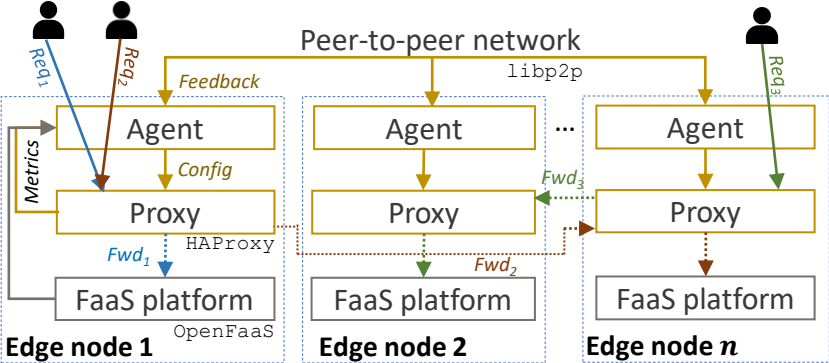 Peer-to-peer network
libp2p
Req1
Req2
Req3
Feedback
Agent
Agent
...
Agent
Metrics
Config
Fwd3
Proxy
Proxy
Proxy
HAProxy
Fwd1
Fwd2
FaaS platform
FaaS platform
FaaS platform
OpenFaaS
Edge node 1
Edge node 2
Edge node n